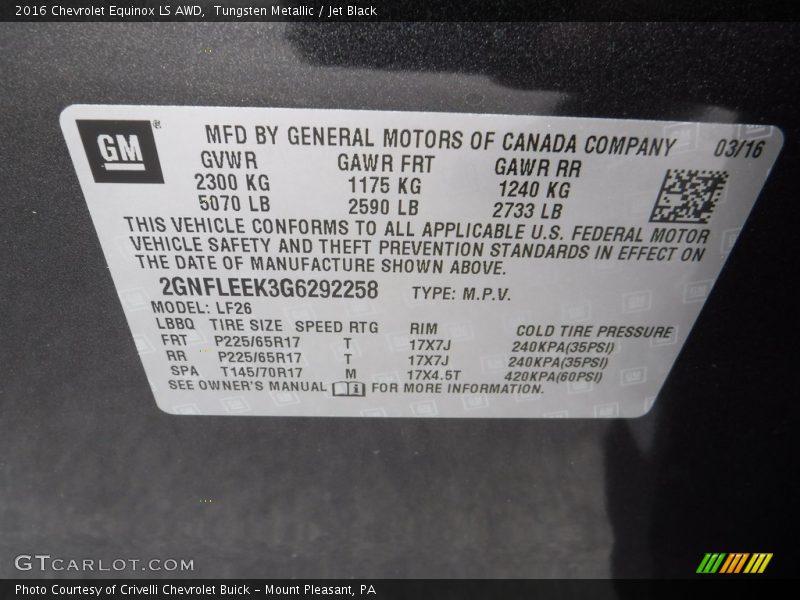 2016 Chevrolet Equinox LS AWD, Tungsten Metallic / Jet Black
GM
MFD BY GENERAL MOTORS OF CANADA COMPANY 03/16
GVWR GAWR FRT GAWR RR
2300 KG 1175 KG 1240 KG
5070 LB 2590 LB 2733 LB
THIS VEHICLE CONFORMS TO ALL APPLICABLE U.S. FEDERAL MOTOR
VEHICLE SAFETY AND THEFT PREVENTION STANDARDS IN EFFECT ON
THE DATE OF MANUFACTURE SHOWN ABOVE.
2GNFLEEK3G6292258 TYPE: M.P.V.
MODEL: LF26
LBBQ TIRE SIZE SPEED RTG RIM COLD TIRE PRESSURE
FRT P225/65R17 T 17X7J 240KPA(35PSI)
RR P225/65R17 T 17X7J 240KPA(35PSI)
SPA T145/70R17 M 17X4.5T 420KPA(60PSI)
SEE OWNER'S MANUAL i FOR MORE INFORMATION.
GTCARLOT.COM
Photo Courtesy of Crivelli Chevrolet Buick - Mount Pleasant, PA